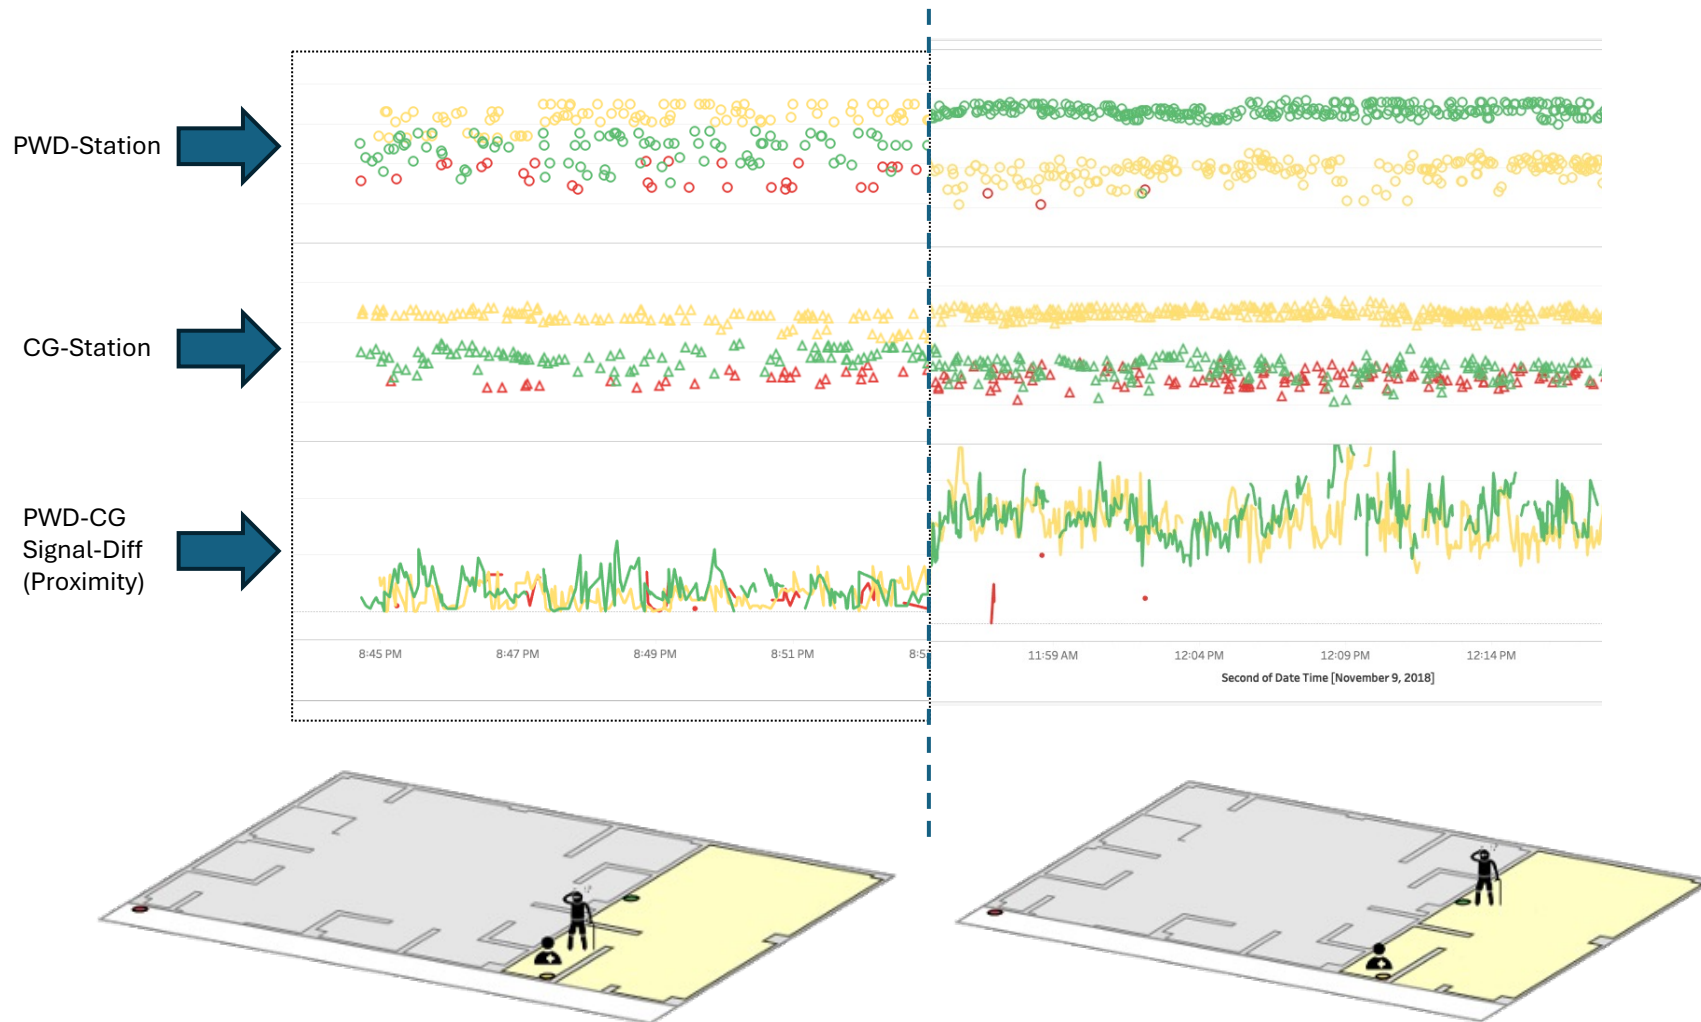 PWD-Station
CG-Station
PWD-CG
Signal-Diff
(Proximity)
8:45 PM
8:47 PM
8:49 PM
8:51 PM
11:59 AM
12:04 PM
12:09 PM
12:14 PM
Second of Date Time [November 9, 2018]